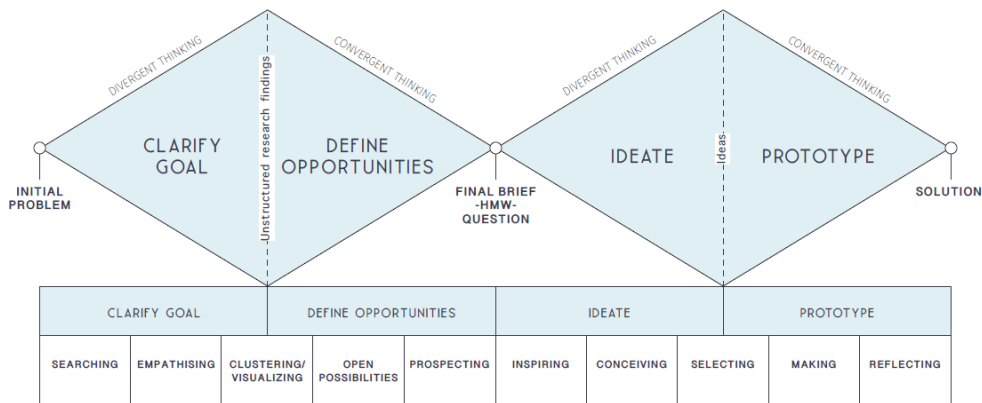 DIVERGENT THINKING
CONVERGENT THINKING
DIVERGENT THINKING
CONVERGENT THINKING
CLARIFY
GOAL
Unstructured research findings
DEFINE
OPPORTUNITIES
IDEATE
Ideas
PROTOTYPE
INITIAL
PROBLEM
FINAL BRIEF
-HMW-
QUESTION
SOLUTION
CLARIFY GOAL
DEFINE OPPORTUNITIES
IDEATE
PROTOTYPE
SEARCHING
EMPATHISING
CLUSTERING/
VISUALIZING
OPEN
POSSIBILITIES
PROSPECTING
INSPIRING
CONCEIVING
SELECTING
MAKING
REFLECTING